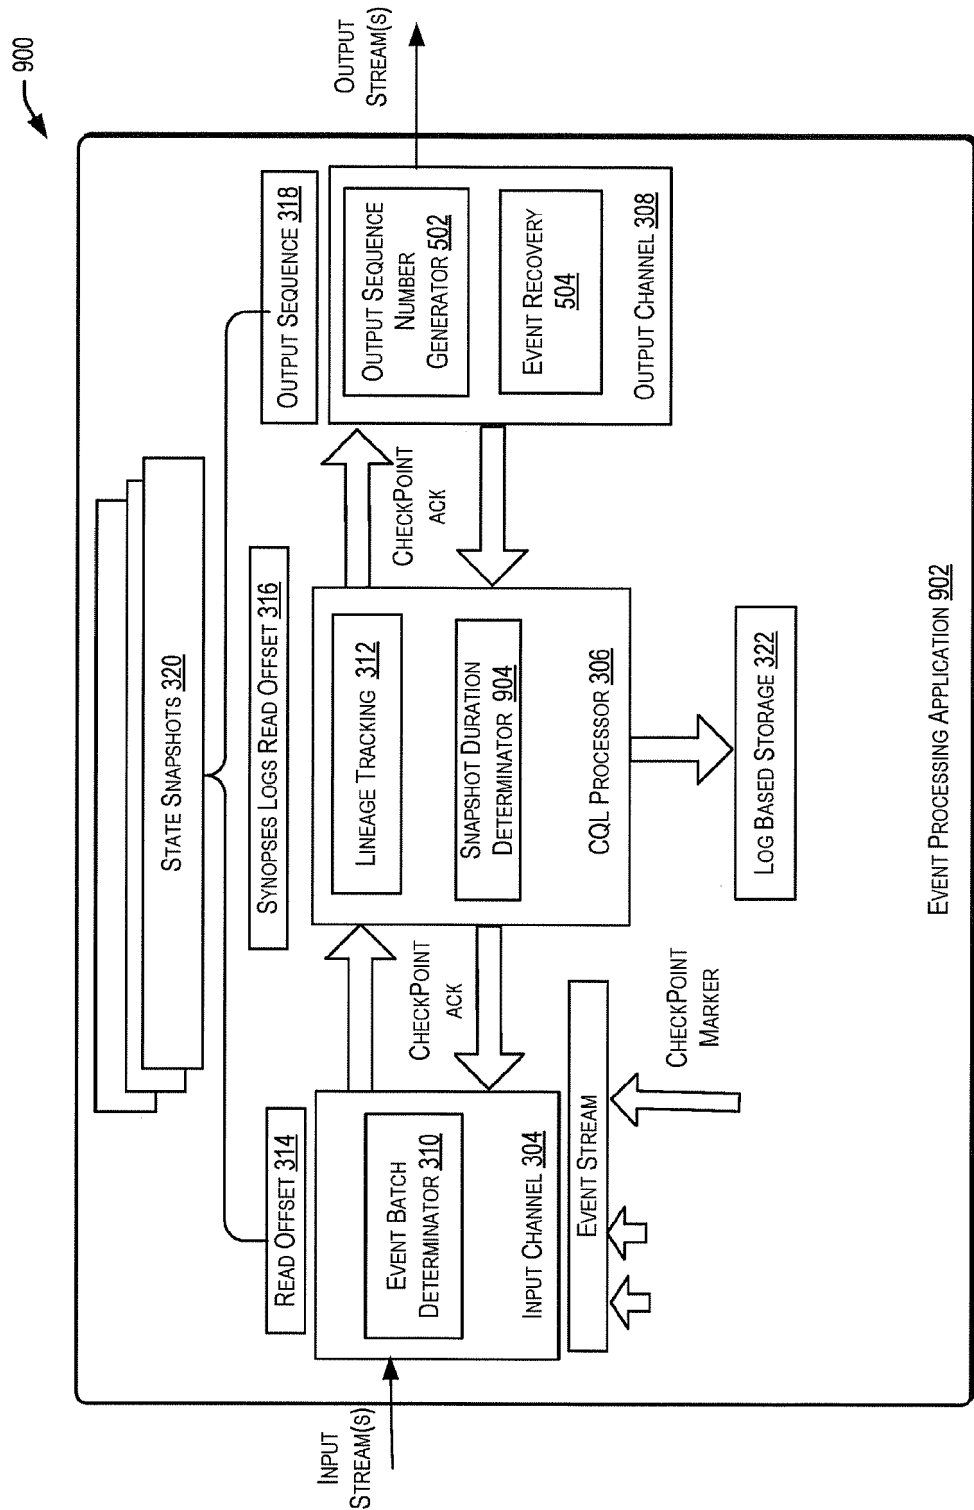 900
STATE SNAPSHOTS 320
READ OFFSET 314
SYNOPSES LOGS READ OFFSET 316
OUTPUT SEQUENCE 318
INPUT
STREAM(S)
EVENT BATCH
DETERMINATOR 310
INPUT CHANNEL 304
CHECKPOINT
ACK
LINEAGE TRACKING 312
SNAPSHOT DURATION
DETERMINATOR 904
CQL PROCESSOR 306
CHECKPOINT
ACK
OUTPUT SEQUENCE
NUMBER
GENERATOR 502
EVENT RECOVERY
504
OUTPUT CHANNEL 308
OUTPUT
STREAM(S)
EVENT STREAM
CHECKPOINT
MARKER
LOG BASED STORAGE 322
EVENT PROCESSING APPLICATION 902